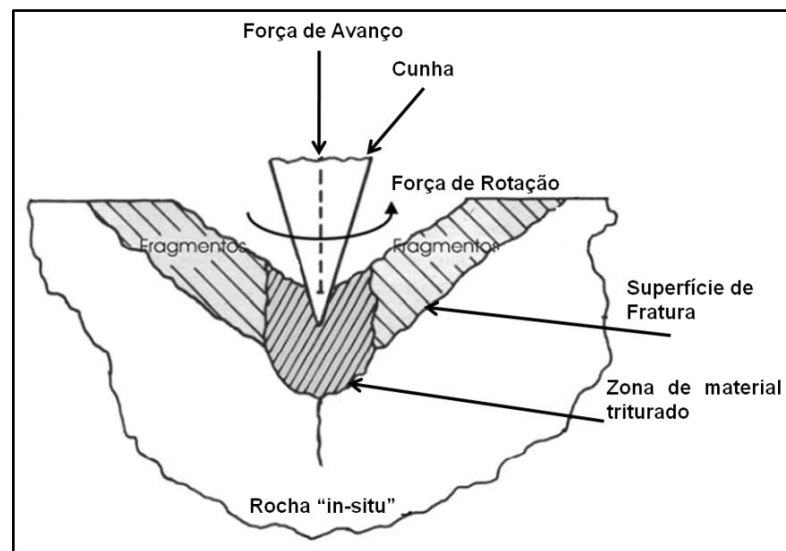 Força de Avanço
Cunha
Força de Rotação
Fragmentos
Fragmentos
Superfície de
Fratura
Zona de material
triturado
Rocha “in-situ”